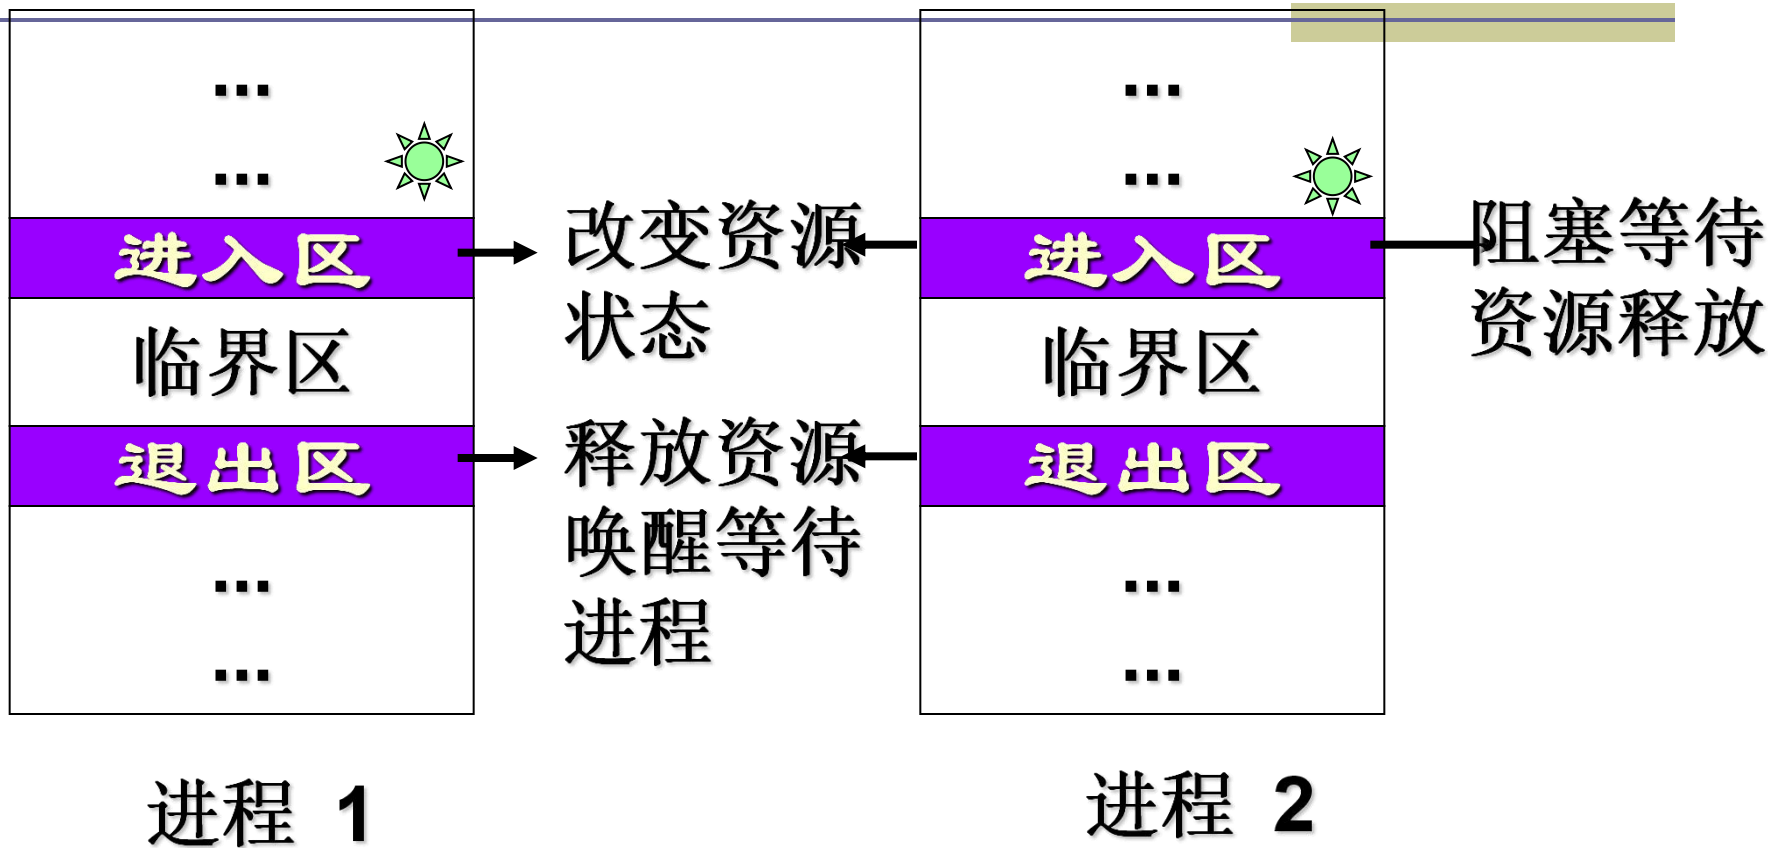 ...
...
进入区
临界区
退出区
...
...
进程 1
改变资源
状态
释放资源
唤醒等待
进程
...
...
进入区
临界区
退出区
...
...
进程 2
阻塞等待
资源释放